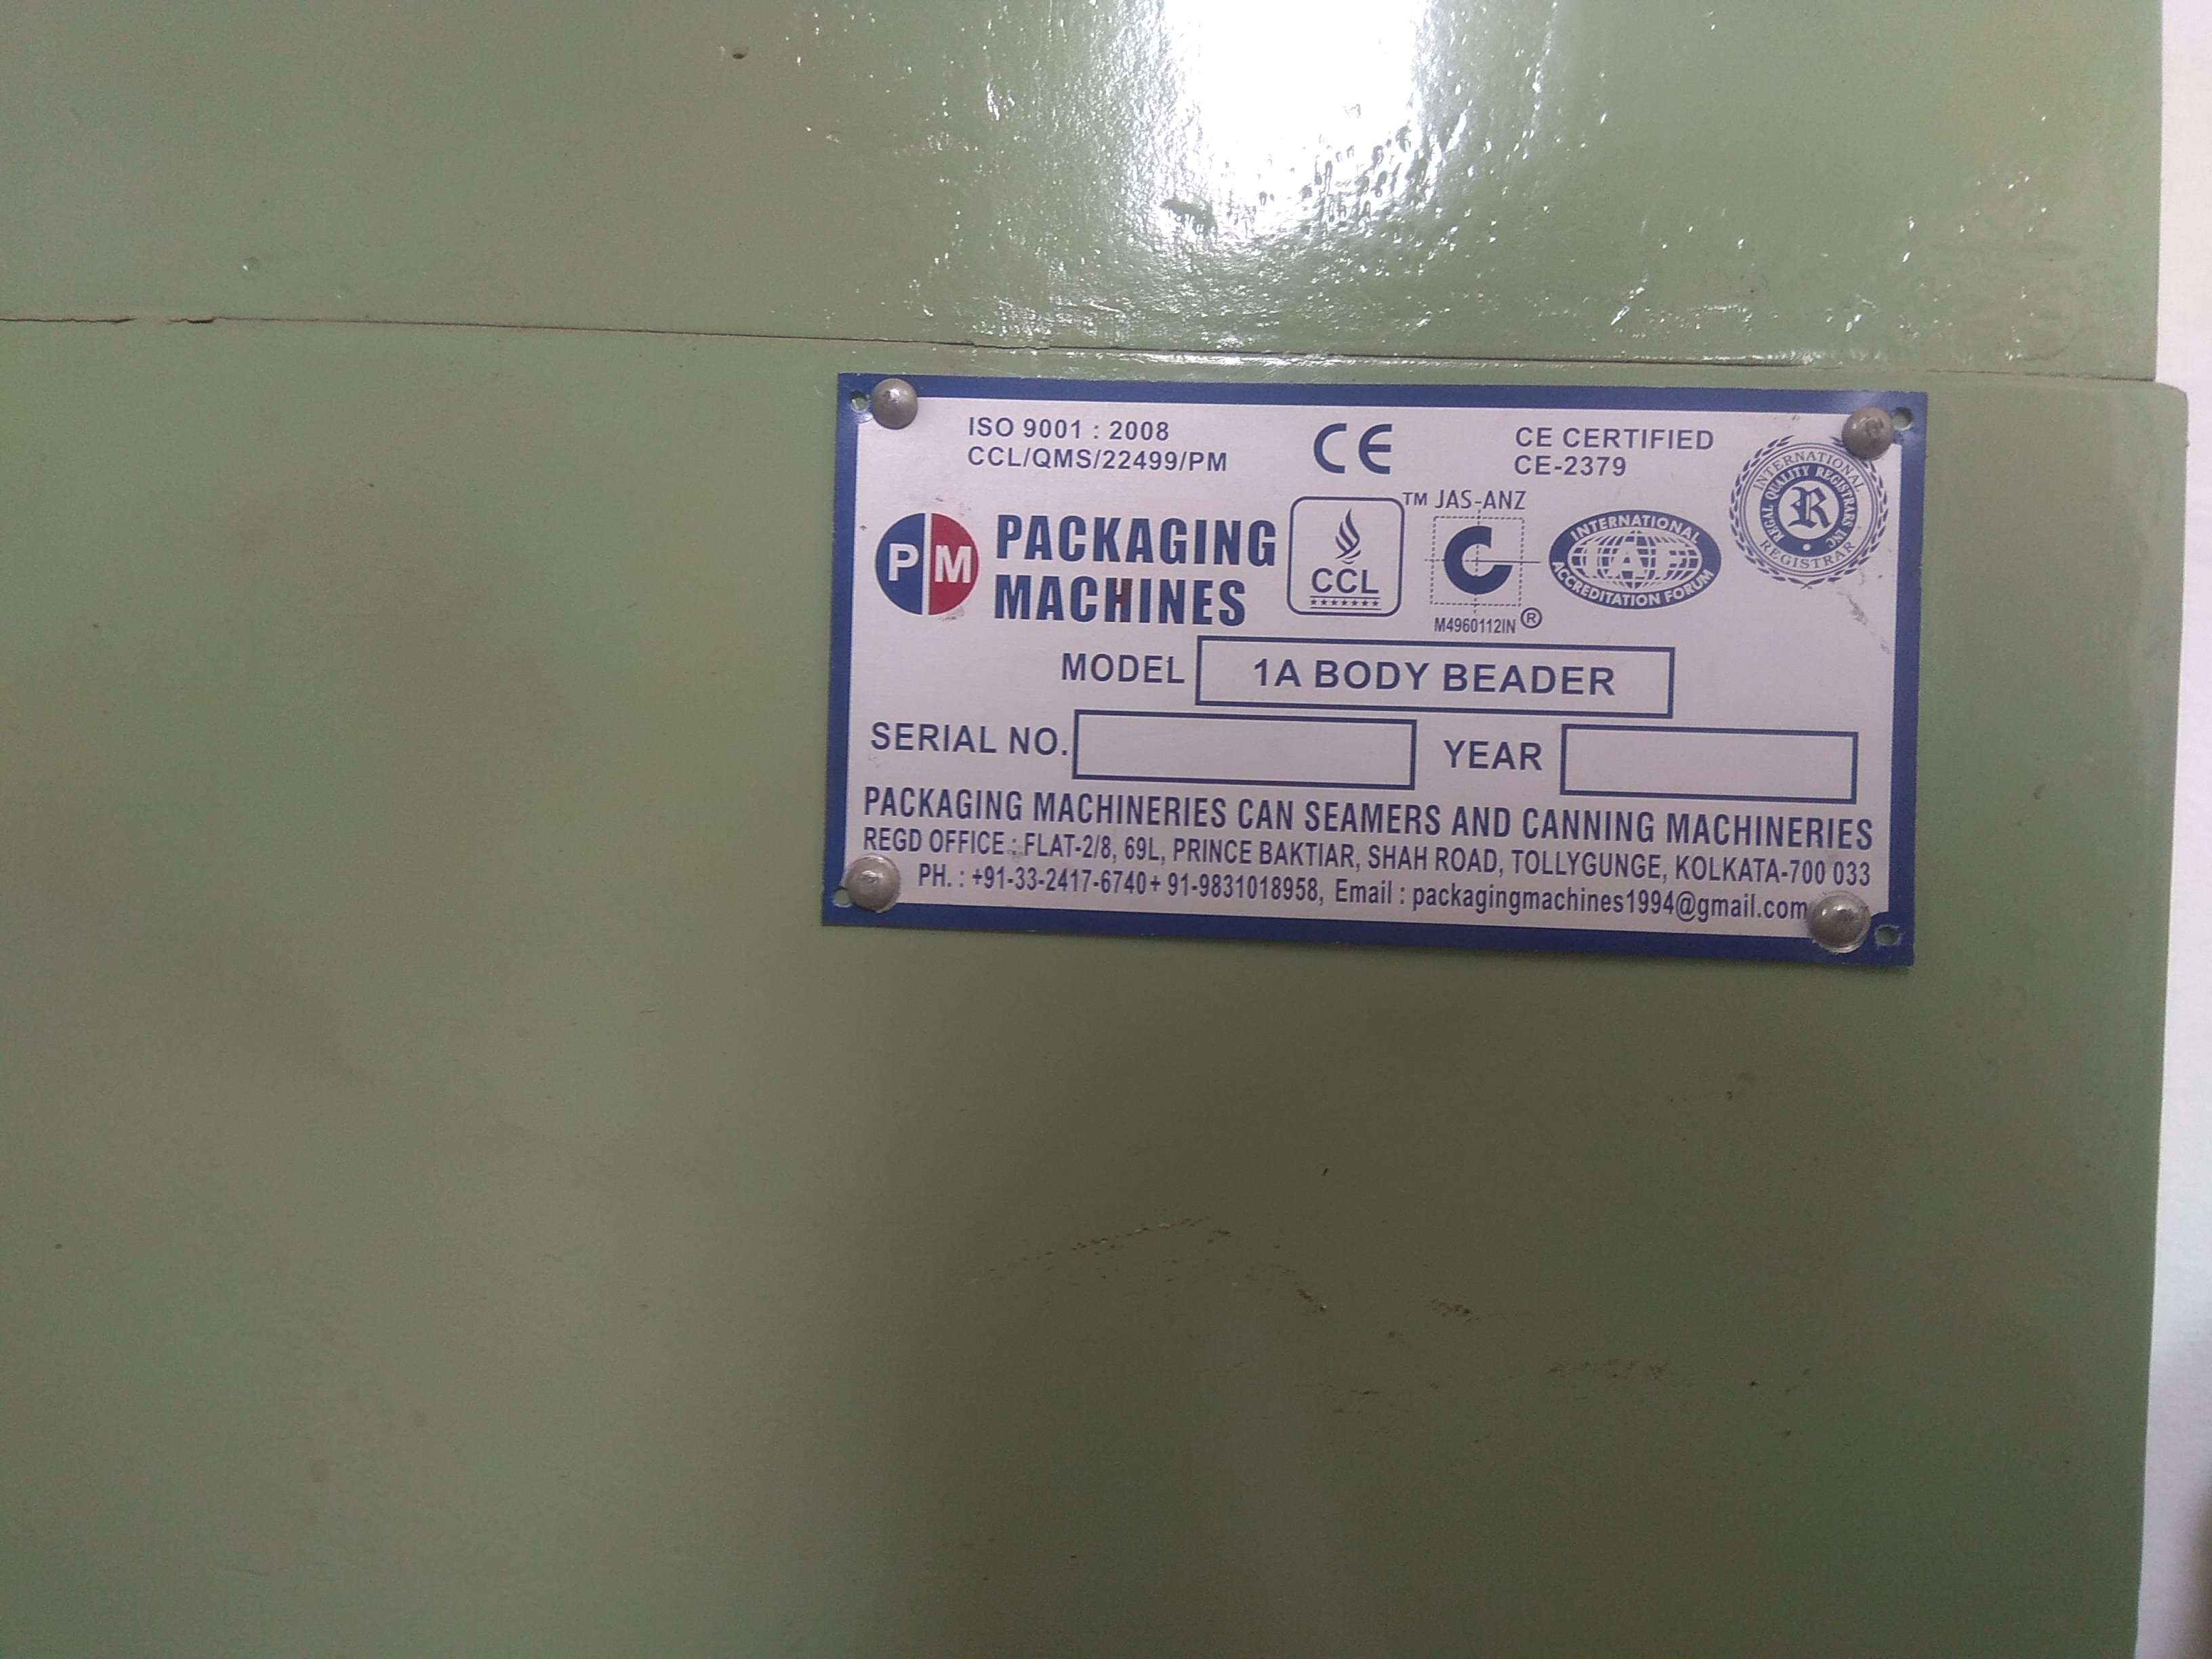 ISO 9001 : 2008
CCL/QMS/22499/PM
CE
CE CERTIFIED
CE-2379
PM
PACKAGING
MACHINES
CCL
TM JAS-ANZ
M4960112IN ®
INTERNATIONAL
IAF
ACCREDITATION FORUM
INTERNATIONAL
REGAL QUALITY REGISTRARS INC
R
REGISTRAR
MODEL 1A BODY BEADER
SERIAL NO. YEAR
PACKAGING MACHINERIES CAN SEAMERS AND CANNING MACHINERIES
REGD OFFICE : FLAT-2/8, 69L, PRINCE BAKTIAR, SHAH ROAD, TOLLYGUNGE, KOLKATA-700 033
PH. : +91-33-2417-6740+ 91-9831018958, Email : packagingmachines1994@gmail.com